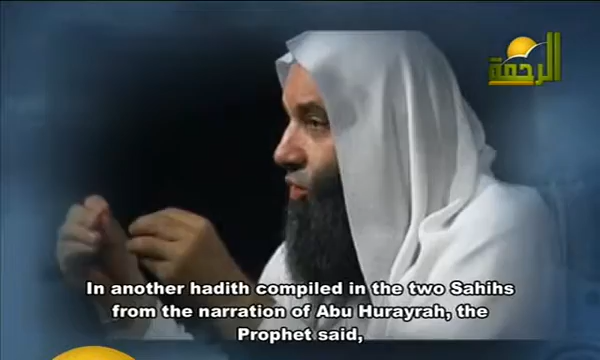 الرحمة
In another hadith compiled in the two Sahihs
from the narration of Abu Hurayrah, the
Prophet said,